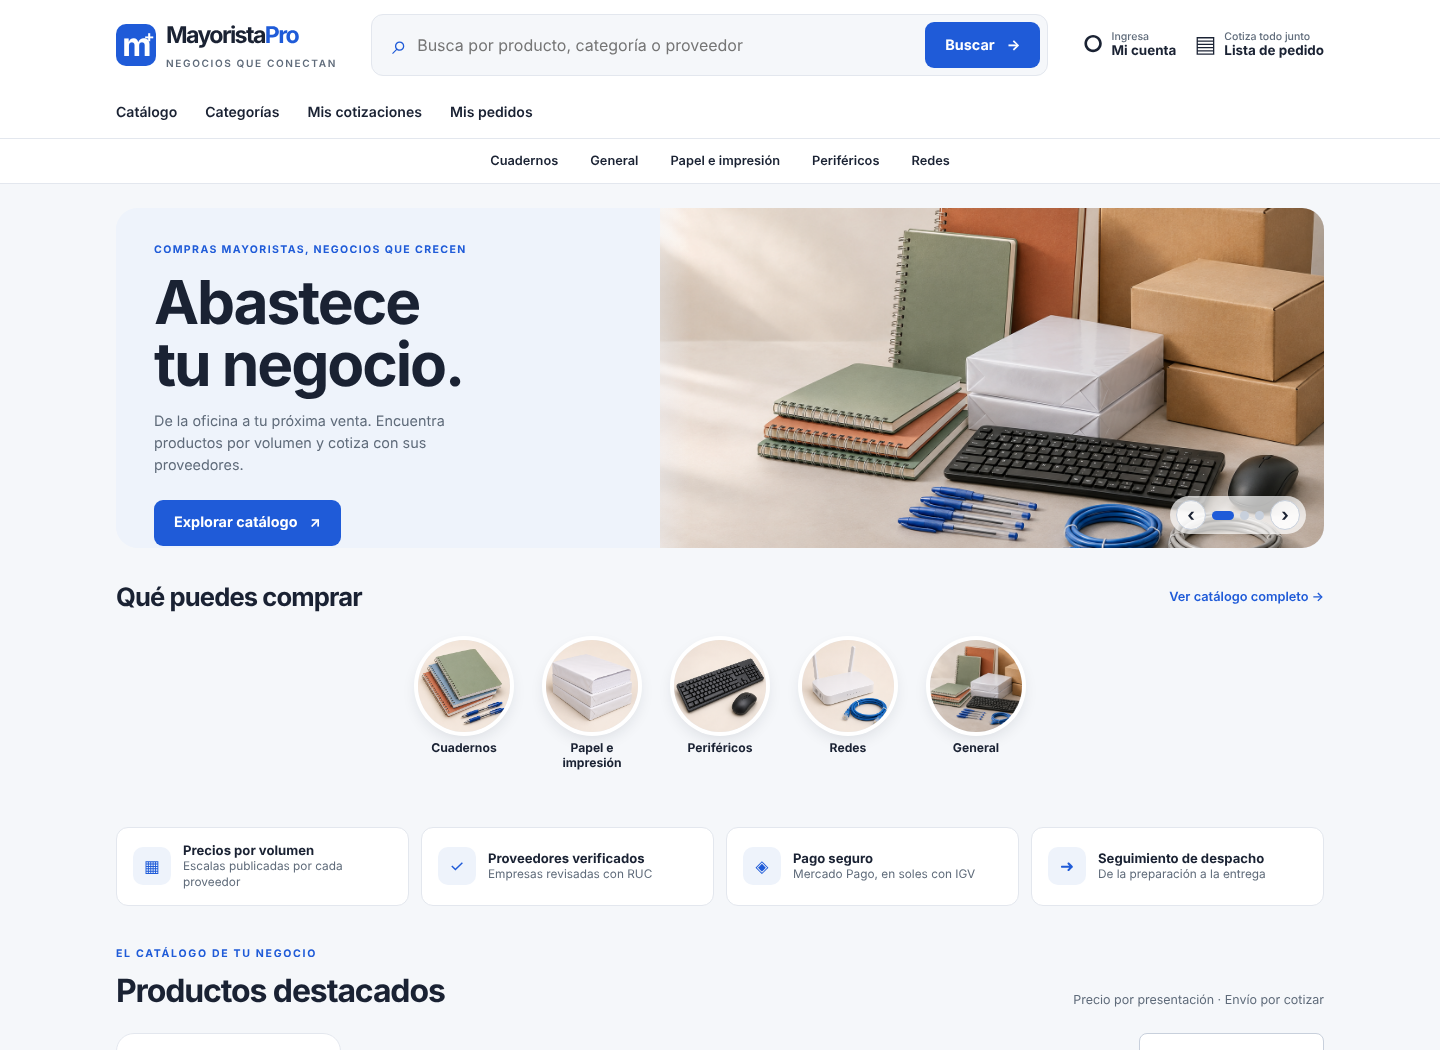 m+ MayoristaPro
NEGOCIOS QUE CONECTAN
Busca por producto, categoría o proveedor
Buscar →
Ingresa
Mi cuenta
Cotiza todo junto
Lista de pedido
Catálogo Categorías Mis cotizaciones Mis pedidos
Cuadernos General Papel e impresión Periféricos Redes
COMPRAS MAYORISTAS, NEGOCIOS QUE CRECEN
Abastece
tu negocio.
De la oficina a tu próxima venta. Encuentra
productos por volumen y cotiza con sus
proveedores.
Explorar catálogo ↗
Qué puedes comprar
Ver catálogo completo →
Cuadernos
Papel e
impresión
Periféricos
Redes
General
Precios por volumen
Escalas publicadas por cada
proveedor
Proveedores verificados
Empresas revisadas con RUC
Pago seguro
Mercado Pago, en soles con IGV
Seguimiento de despacho
De la preparación a la entrega
EL CATÁLOGO DE TU NEGOCIO
Productos destacados
Precio por presentación · Envío por cotizar